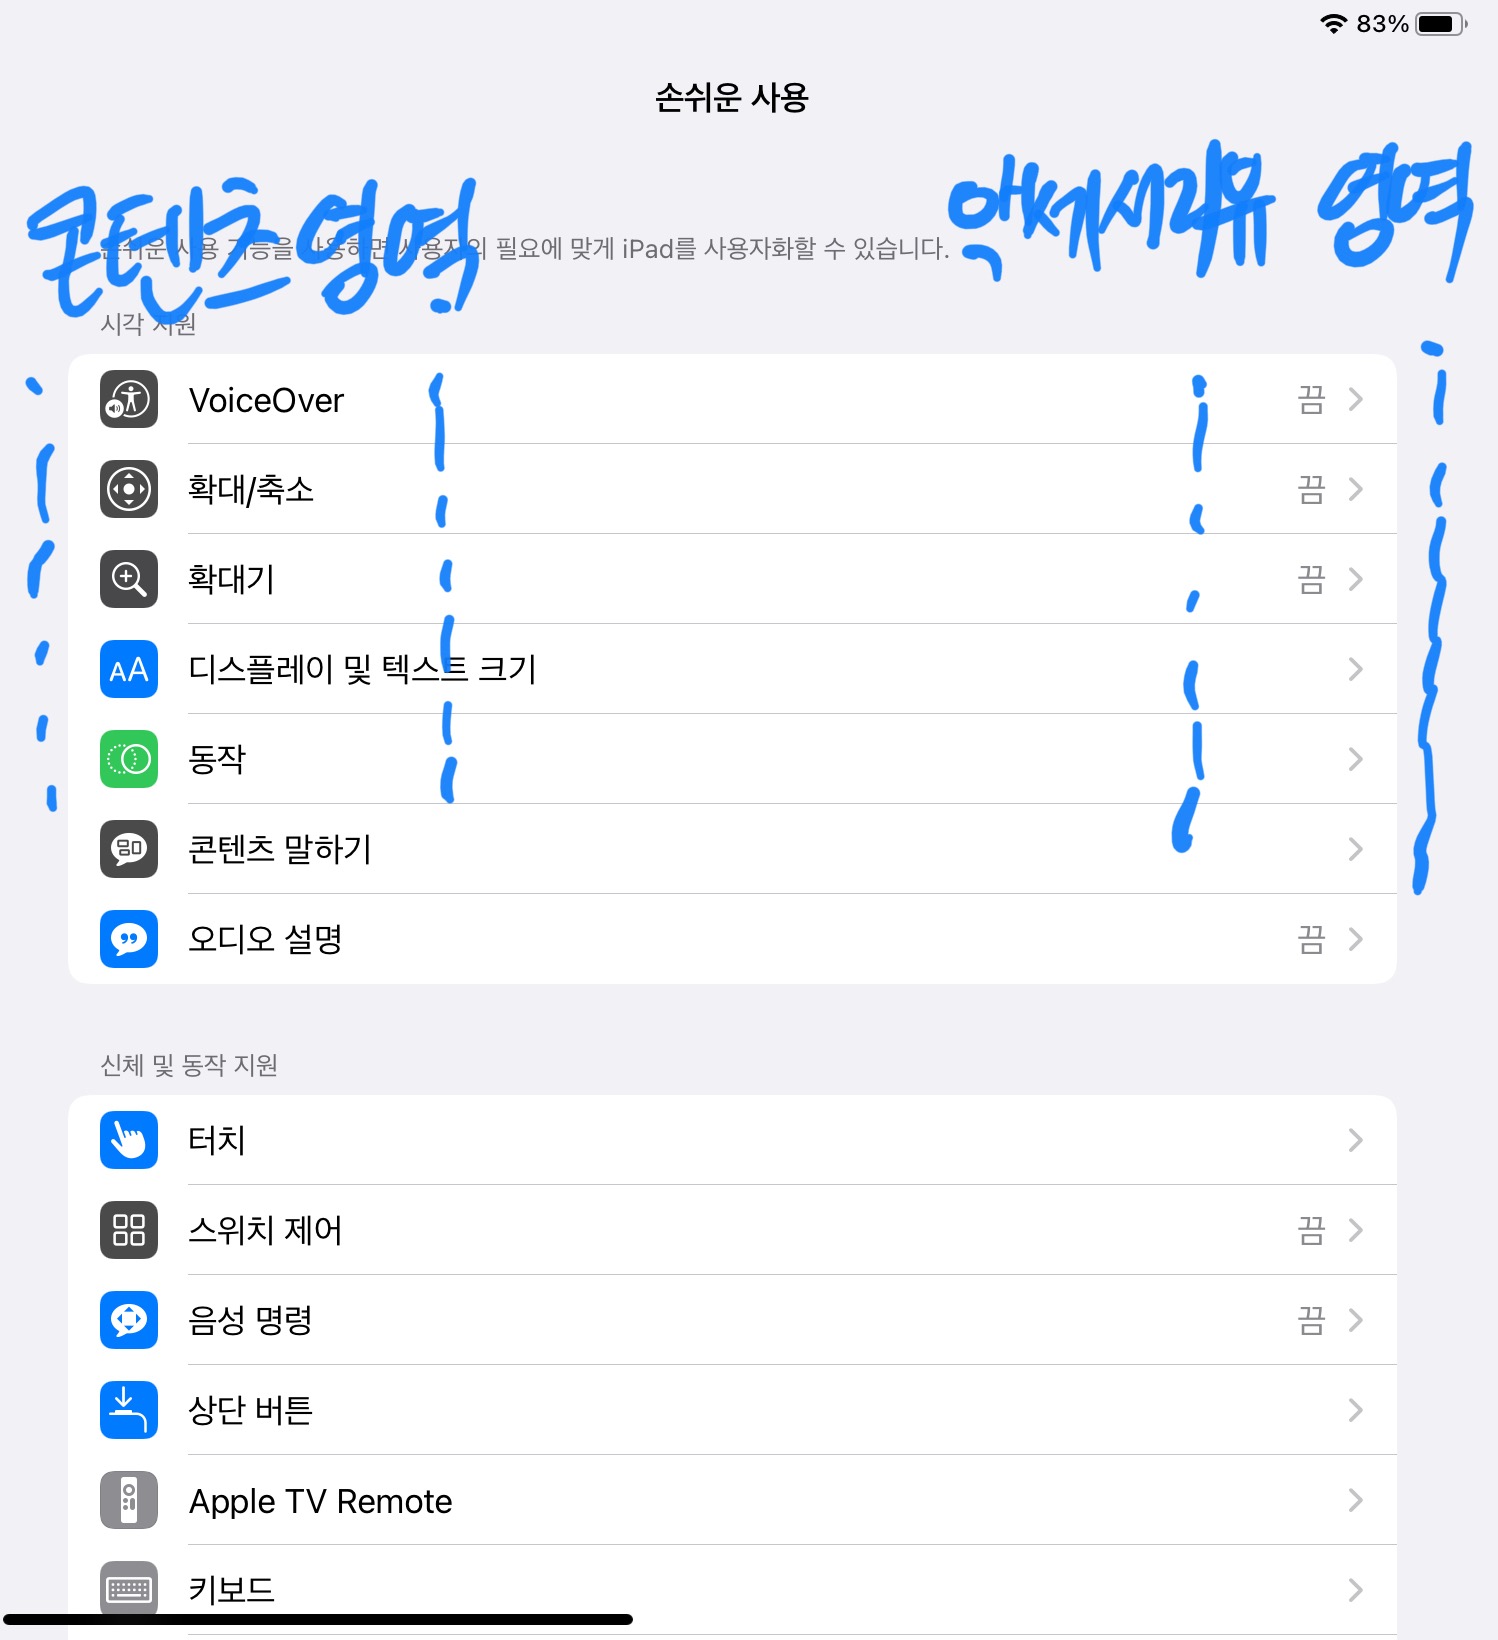 83%
손쉬운 사용
콘텐츠영역
악세서리뷰 영역
손쉬운 사용 기능을 사용하면 사용자의 필요에 맞게 iPad를 사용자화할 수 있습니다.
시각 지원
VoiceOver 끔
확대/축소 끔
확대기 끔
AA 디스플레이 및 텍스트 크기
동작
콘텐츠 말하기
오디오 설명 끔
신체 및 동작 지원
터치
스위치 제어 끔
음성 명령 끔
상단 버튼
Apple TV Remote
키보드